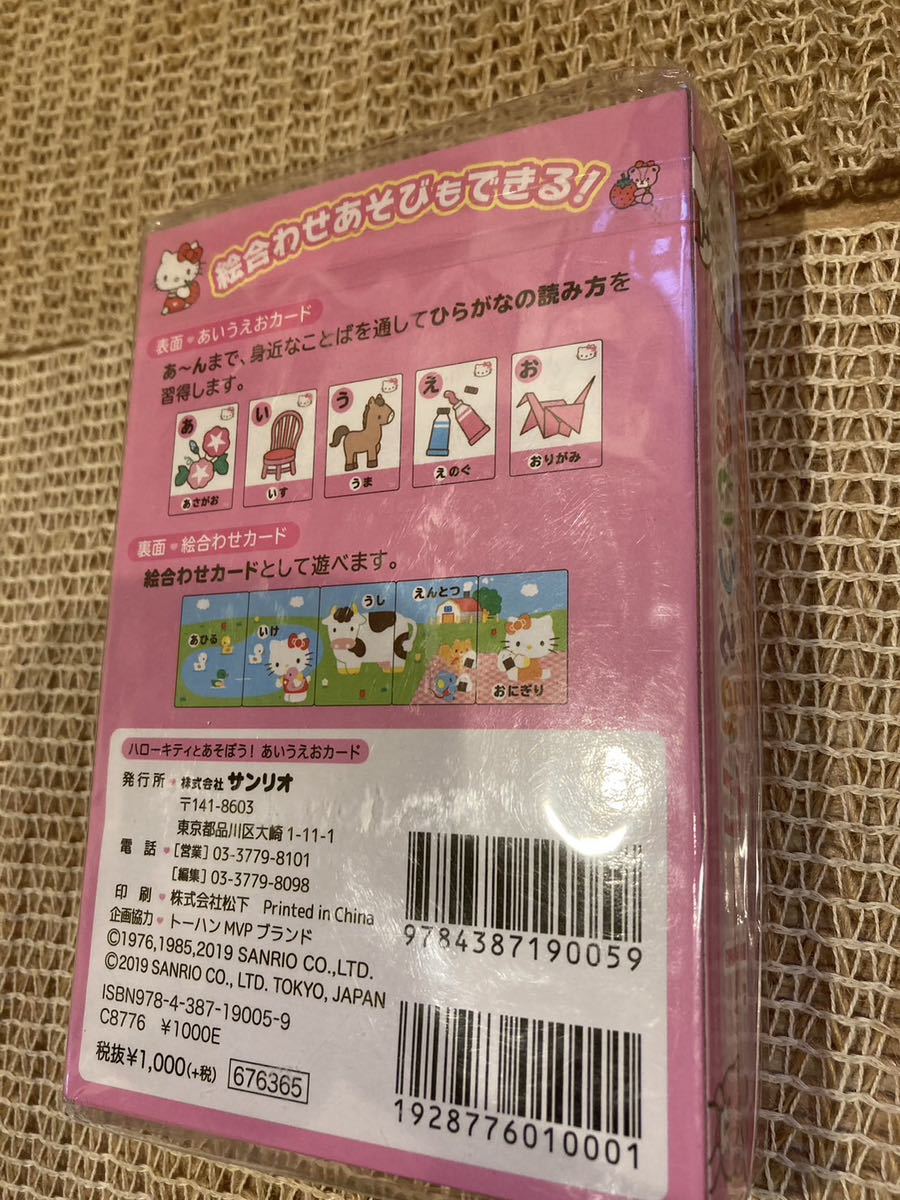 絵合わせあそびもできる！
表面♥あいうえおカード
あ〜んまで、身近なことばを通してひらがなの読み方を
習得します。
あ い う え お
あさがお いす うま えのぐ おりがみ
裏面♥絵合わせカード
絵合わせカードとして遊べます。
あひる いけ うし えんとつ おにぎり
ハローキティとあそぼう！ あいうえおカード
発行所♥株式会社 サンリオ
〒141-8603
東京都品川区大崎1-11-1
電 話♥[営業] 03-3779-8101
[編集] 03-3779-8098
印 刷♥株式会社松下 Printed in China
企画協力♥トーハン MVP ブランド
©1976,1985,2019 SANRIO CO.,LTD.
©2019 SANRIO CO., LTD. TOKYO, JAPAN
ISBN978-4-387-19005-9
C8776 ¥1000E
税抜¥1,000(+税) 676365
9784387190059
1928776010001